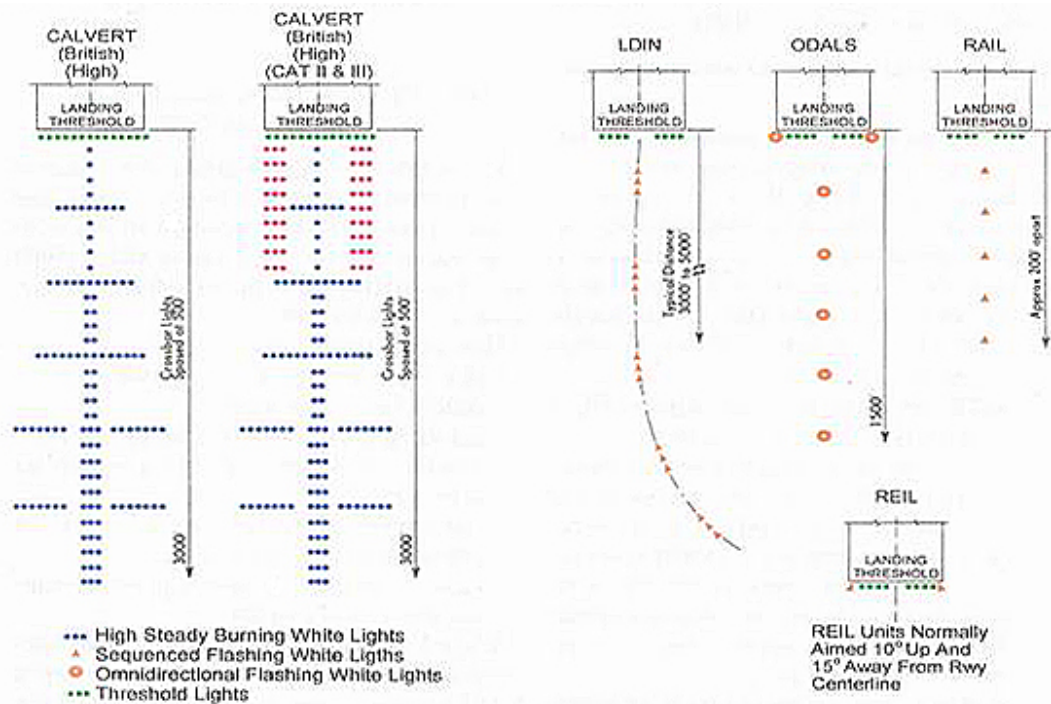 CALVERT
(British)
(High)
LANDING
THRESHOLD
Crossbar Lights
Spaced at 500'
3000'
CALVERT
(British)
(High)
(CAT II & III)
LANDING
THRESHOLD
Crossbar Lights
Spaced at 500'
3000'
LDIN
LANDING
THRESHOLD
Typical Distance
3000' to 5000'
ODALS
LANDING
THRESHOLD
1500'
RAIL
LANDING
THRESHOLD
Approx 200' apart
REIL
LANDING
THRESHOLD
REIL Units Normally
Aimed 10° Up And
15° Away From Rwy
Centerline
High Steady Burning White Lights
Sequenced Flashing White Ligths
Omnidirectional Flashing White Lights
Threshold Lights